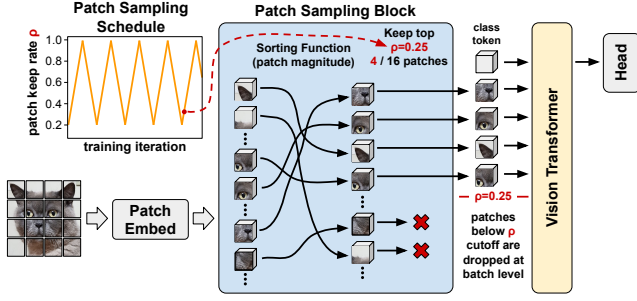 Patch Sampling
Schedule
patch keep rate ρ
1.0
0.8
0.6
0.4
0.2
training iteration
Patch
Embed
Patch Sampling Block
Sorting Function
(patch magnitude)
Keep top
ρ=0.25
4 / 16 patches
class
token
ρ=0.25
patches
below ρ
cutoff are
dropped at
batch level
Vision Transformer
Head